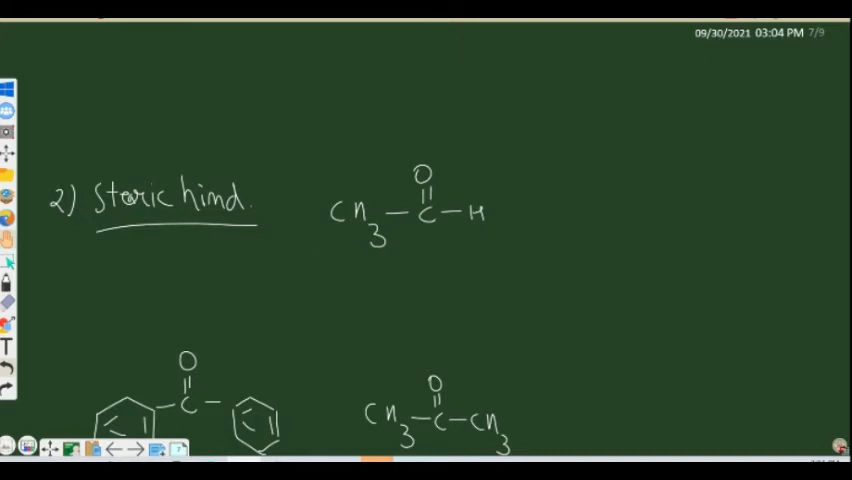 09/30/2021 03:04 PM 7/9
O
2) Steric hind.
CH3 – C – H
O
O
C
CH3 – C – CH3
T
?